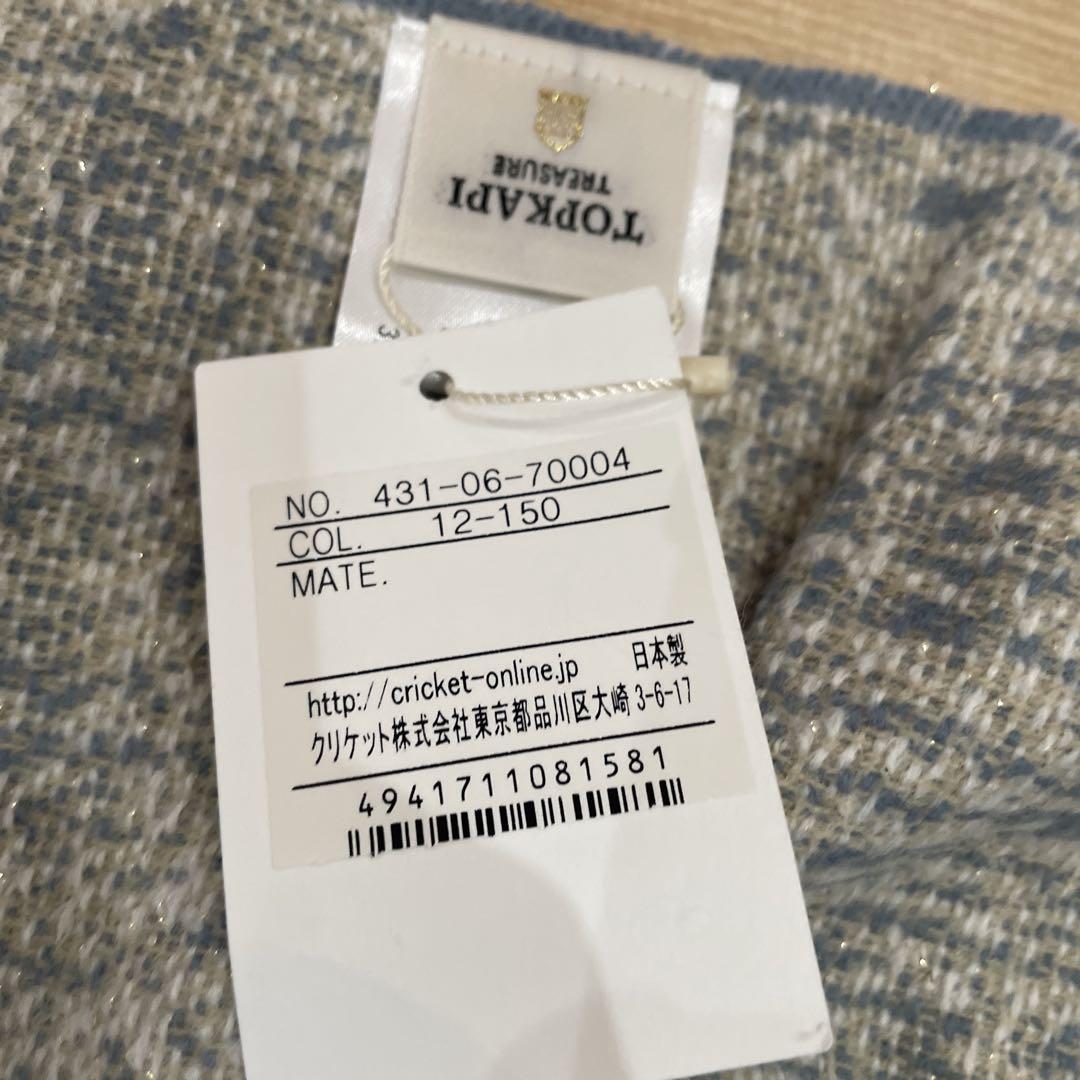 TOPKAPI
TREASURE
3
NO. 431-06-70004
COL. 12-150
MATE.
http://cricket-online.jp 日本製
クリケット株式会社東京都品川区大崎3-6-17
4941711081581